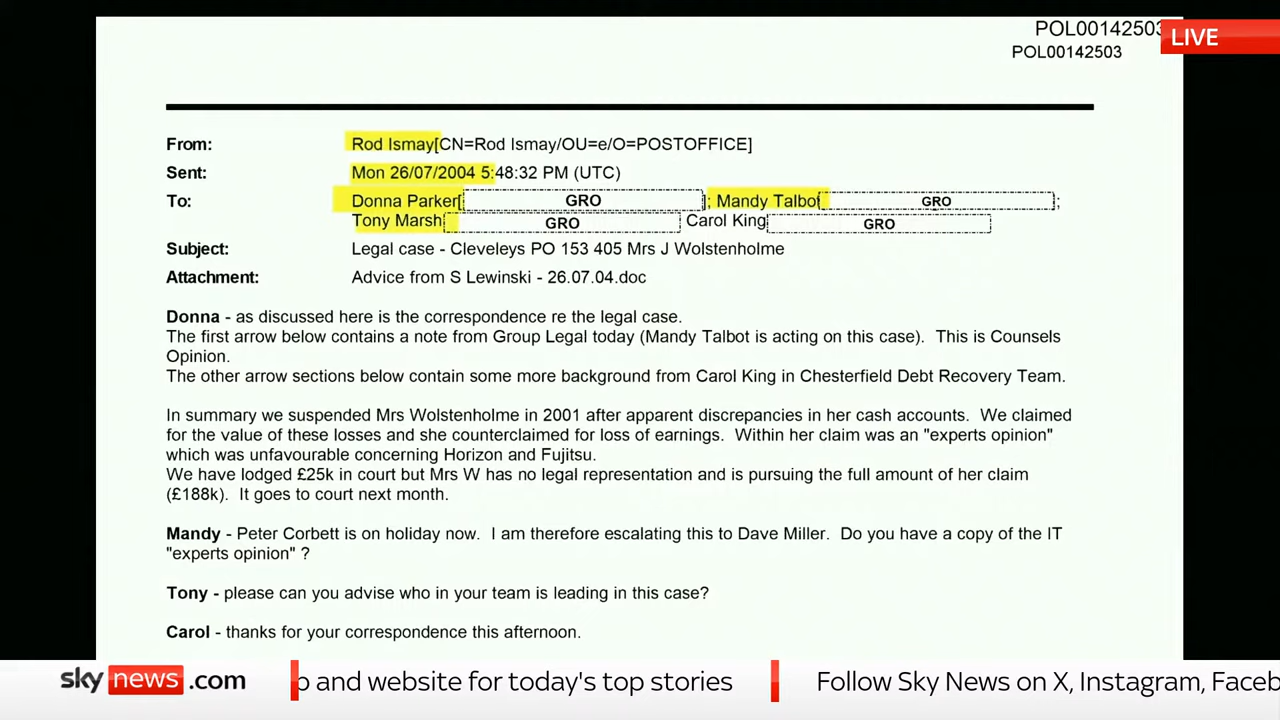 POL00142503
LIVE
POL00142503
From: Rod Ismay[CN=Rod Ismay/OU=e/O=POSTOFFICE]
Sent: Mon 26/07/2004 5:48:32 PM (UTC)
To: Donna Parker[ GRO ]; Mandy Talbot GRO ;
Tony Marsh GRO Carol King GRO
Subject: Legal case - Cleveleys PO 153 405 Mrs J Wolstenholme
Attachment: Advice from S Lewinski - 26.07.04.doc
Donna - as discussed here is the correspondence re the legal case.
The first arrow below contains a note from Group Legal today (Mandy Talbot is acting on this case). This is Counsels
Opinion.
The other arrow sections below contain some more background from Carol King in Chesterfield Debt Recovery Team.
In summary we suspended Mrs Wolstenholme in 2001 after apparent discrepancies in her cash accounts. We claimed
for the value of these losses and she counterclaimed for loss of earnings. Within her claim was an "experts opinion"
which was unfavourable concerning Horizon and Fujitsu.
We have lodged £25k in court but Mrs W has no legal representation and is pursuing the full amount of her claim
(£188k). It goes to court next month.
Mandy - Peter Corbett is on holiday now. I am therefore escalating this to Dave Miller. Do you have a copy of the IT
"experts opinion" ?
Tony - please can you advise who in your team is leading in this case?
Carol - thanks for your correspondence this afternoon.
sky news .com p and website for today's top stories Follow Sky News on X, Instagram, Faceb